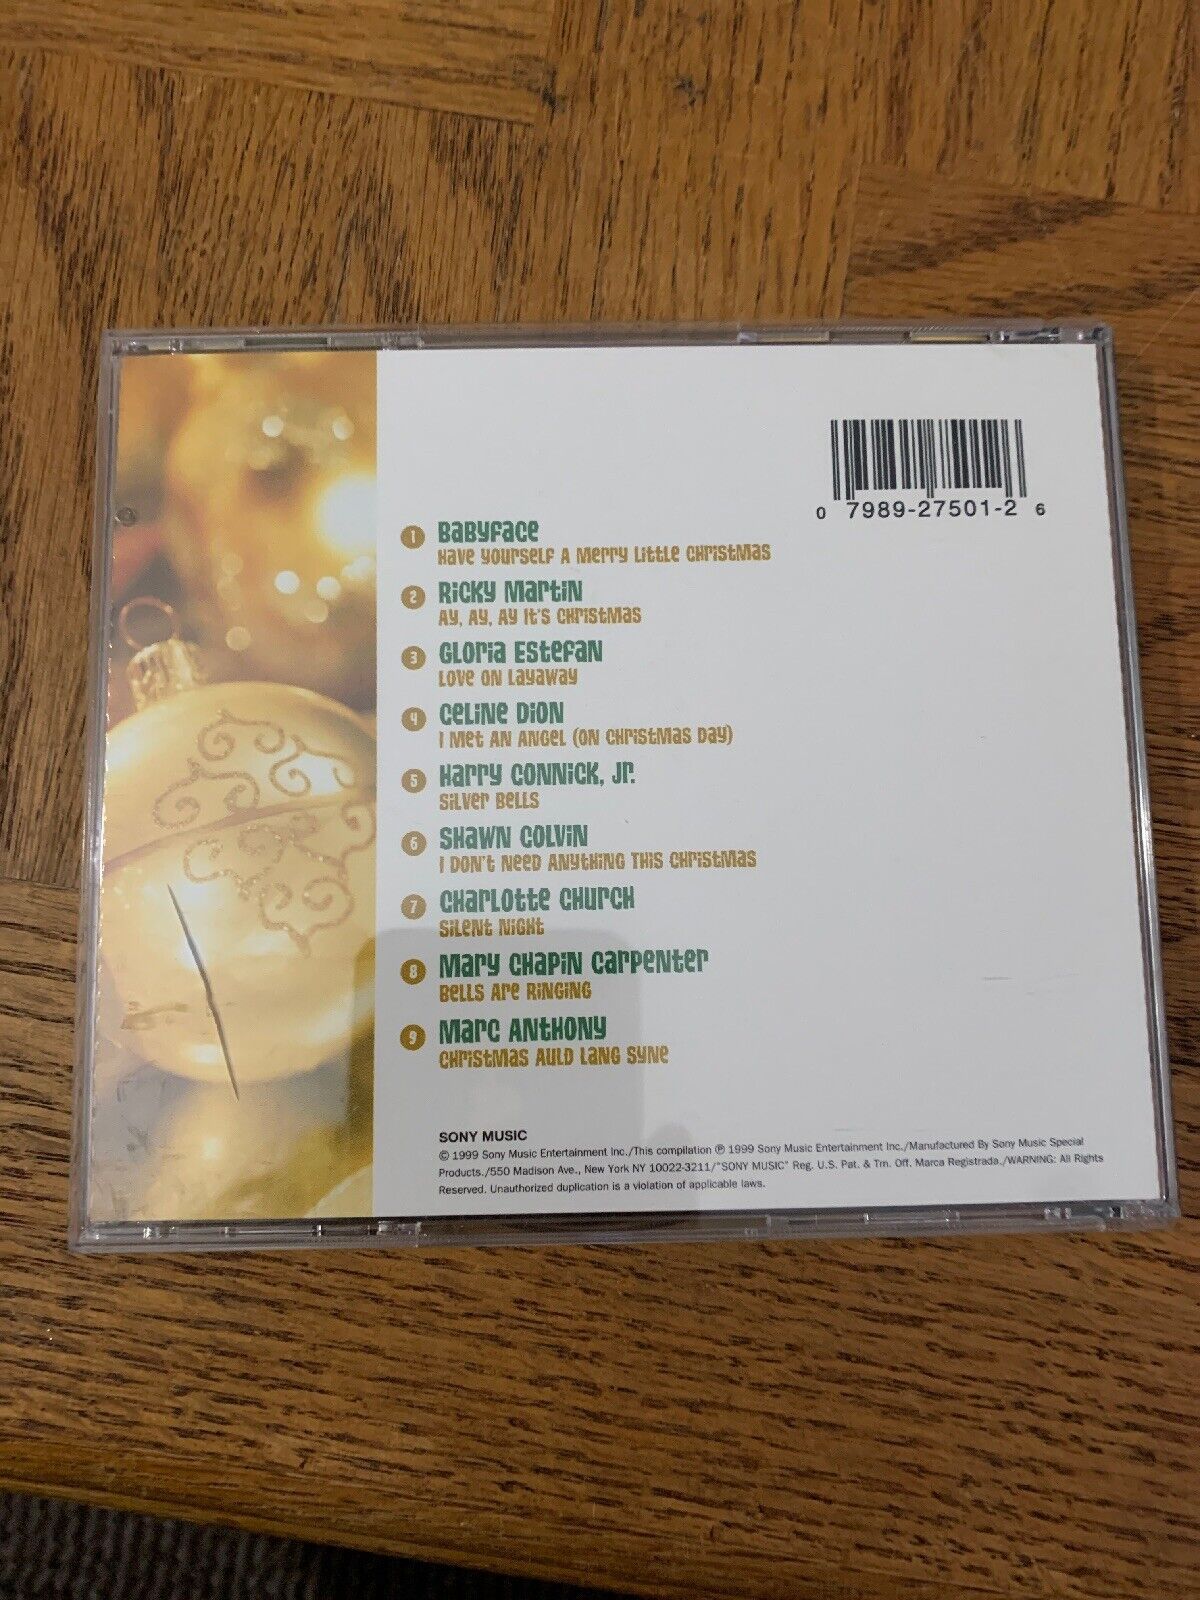 0 7989-27501-2 6
1 Babyface
Have Yourself A Merry Little Christmas
2 Ricky Martin
Ay, Ay, Ay It's Christmas
3 Gloria Estefan
Love On Layaway
4 Celine Dion
I Met An Angel (On Christmas Day)
5 Harry Connick, Jr.
Silver Bells
6 Shawn Colvin
I Don't Need Anything This Christmas
7 Charlotte Church
Silent Night
8 Mary Chapin Carpenter
Bells Are Ringing
9 Marc Anthony
Christmas Auld Lang Syne
SONY MUSIC
© 1999 Sony Music Entertainment Inc./This compilation ℗ 1999 Sony Music Entertainment Inc./Manufactured By Sony Music Special
Products./550 Madison Ave., New York NY 10022-3211/"SONY MUSIC" Reg. U.S. Pat. & Tm. Off. Marca Registrada./WARNING: All Rights
Reserved. Unauthorized duplication is a violation of applicable laws.